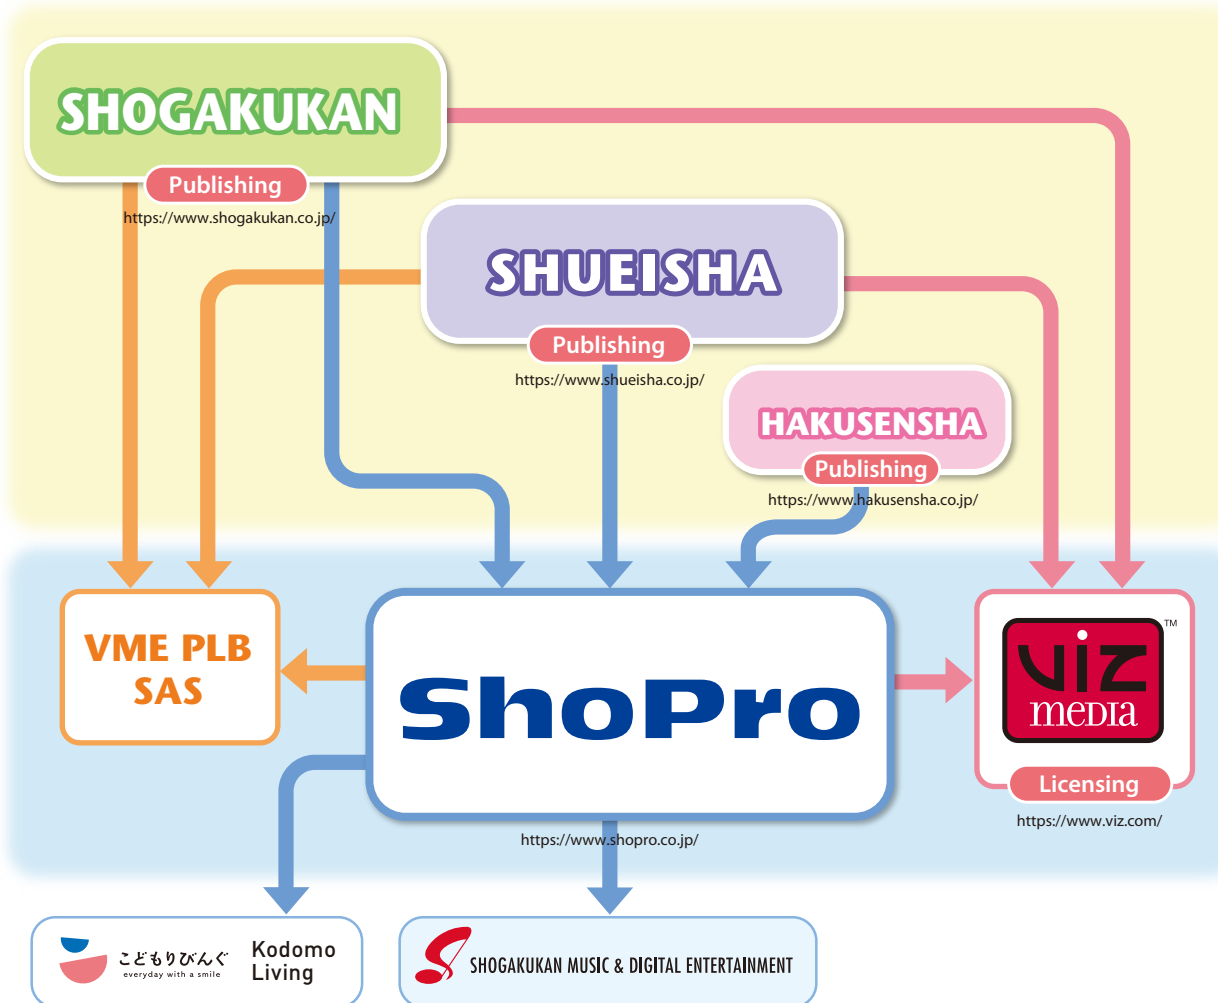 SHOGAKUKAN
Publishing
https://www.shogakukan.co.jp/
SHUEISHA
Publishing
https://www.shueisha.co.jp/
HAKUSENSHA
Publishing
https://www.hakusensha.co.jp/
VME PLB
SAS
ShoPro
https://www.shopro.co.jp/
viz
media
TM
Licensing
https://www.viz.com/
こどもりびんぐ
everyday with a smile
Kodomo
Living
SHOGAKUKAN MUSIC & DIGITAL ENTERTAINMENT